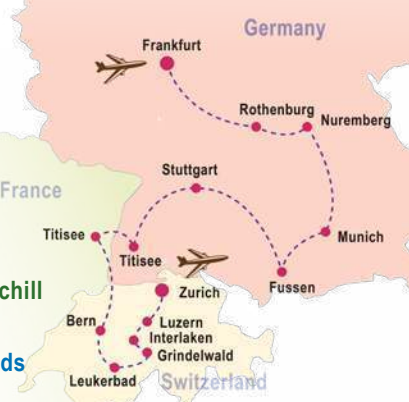 Germany
Frankfurt
Rothenburg
Nuremberg
Stuttgart
France
Titisee
Titisee
Munich
chill
Zurich
Fussen
Bern
Luzern
Interlaken
ds
Grindelwald
Leukerbad
Switzerland